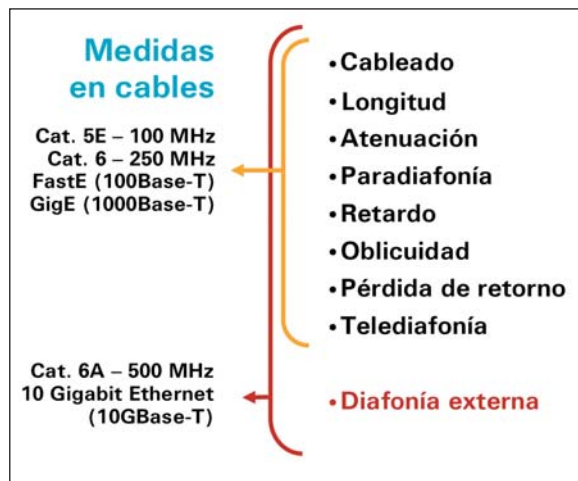 Medidas
en cables
Cat. 5E – 100 MHz
Cat. 6 – 250 MHz
FastE (100Base-T)
GigE (1000Base-T)
Cat. 6A – 500 MHz
10 Gigabit Ethernet
(10GBase-T)
•Cableado
•Longitud
•Atenuación
•Paradiafonía
•Retardo
•Oblicuidad
•Pérdida de retorno
•Telediafonía
•Diafonía externa